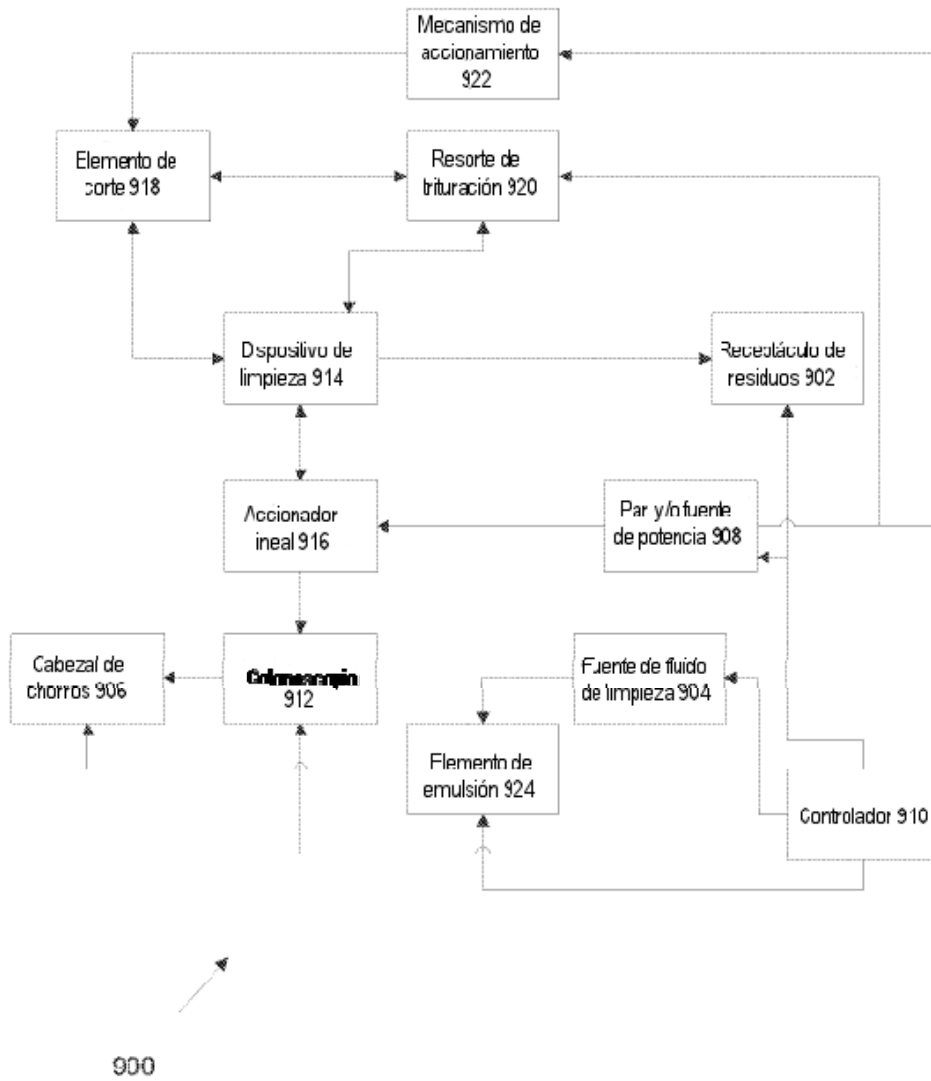 Mecanismo de
accionamiento
922
Elemento de
corte 918
Resorte de
trituración 920
Dispositivo de
limpieza 914
Receptáculo de
residuos 902
Accionador
lineal 916
Par y/o fuente
de potencia 908
Cabezal de
chorros 906
Colonoscopio
912
Fuente de fluido
de limpieza 904
Elemento de
emulsión 924
Controlador 910
900